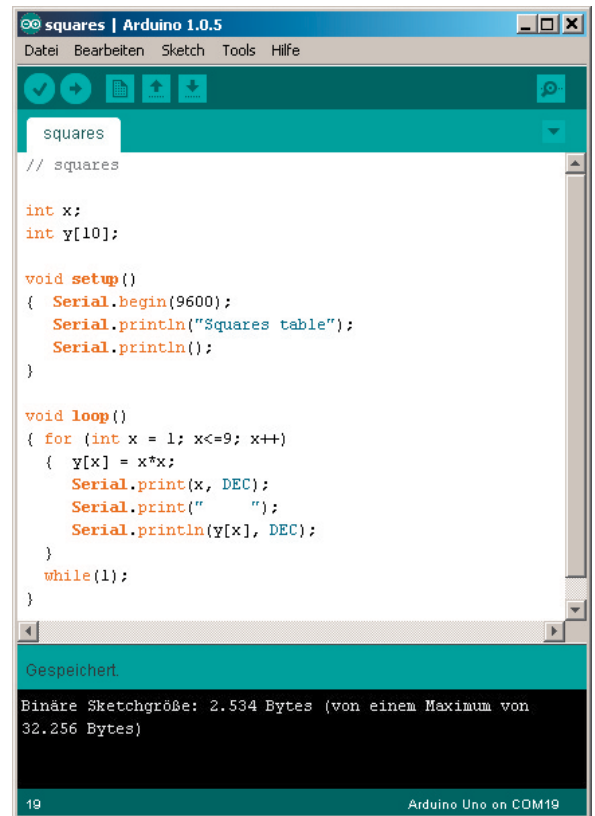 squares | Arduino 1.0.5
Datei Bearbeiten Sketch Tools Hilfe
squares
// squares
int x;
int y[10];
void setup()
{  Serial.begin(9600);
   Serial.println("Squares table");
   Serial.println();
}
void loop()
{ for (int x = 1; x<=9; x++)
  {  y[x] = x*x;
     Serial.print(x, DEC);
     Serial.print("     ");
     Serial.println(y[x], DEC);
  }
  while(1);
}
Gespeichert.
Binäre Sketchgröße: 2.534 Bytes (von einem Maximum von
32.256 Bytes)
19 Arduino Uno on COM19